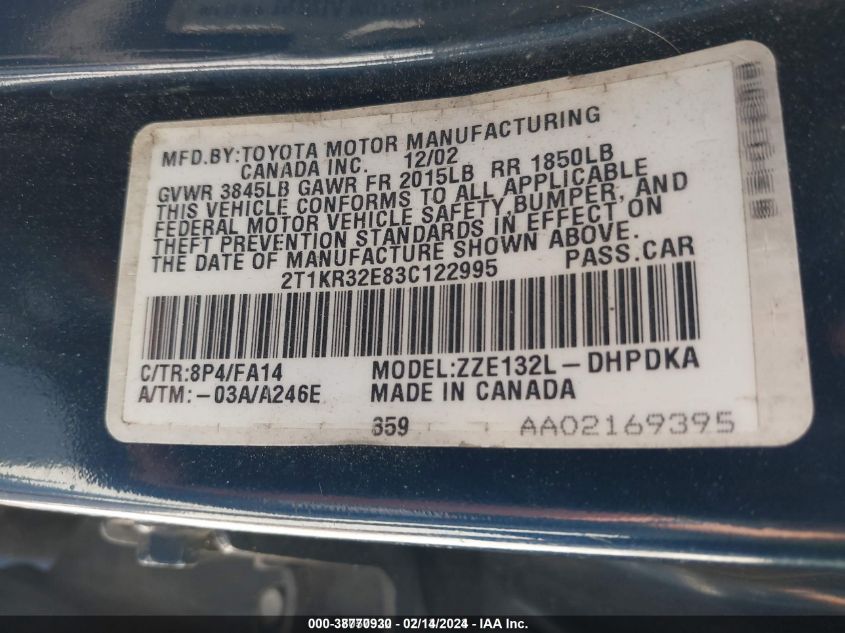 MFD.BY:TOYOTA MOTOR MANUFACTURING
CANADA INC. 12/02
GVWR 3845LB GAWR FR 2015LB RR 1850LB
THIS VEHICLE CONFORMS TO ALL APPLICABLE
FEDERAL MOTOR VEHICLE SAFETY,BUMPER, AND
THEFT PREVENTION STANDARDS IN EFFECT ON
THE DATE OF MANUFACTURE SHOWN ABOVE.
2T1KR32E83C122995 PASS.CAR
C/TR:8P4/FA14 MODEL:ZZE132L-DHPDKA
A/TM:-03A/A246E MADE IN CANADA
359 AA02169395
000-38770930 - 02/14/2024 - IAA Inc.